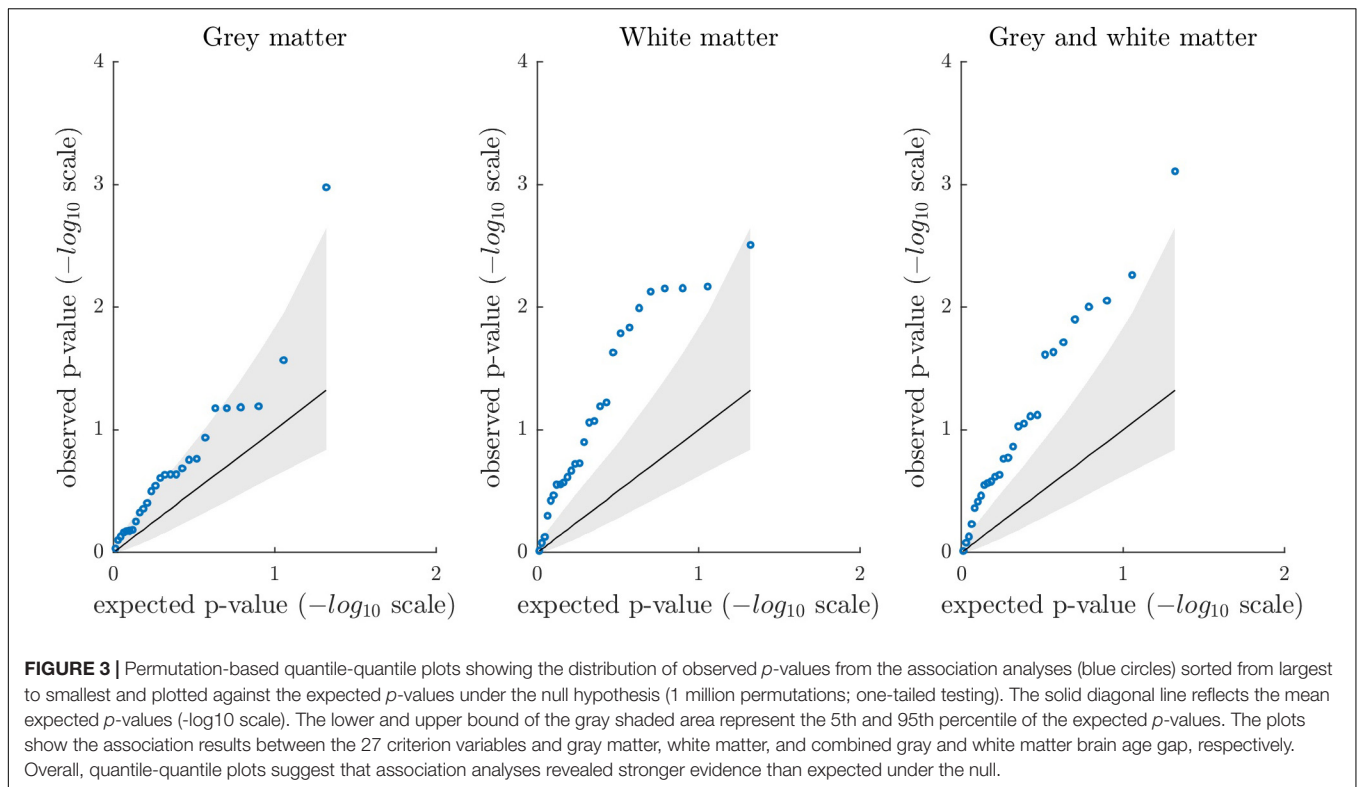 Grey matter
4
3
2
1
0
observed p-value (−log10 scale)
0
1
2
expected p-value (−log10 scale)
White matter
4
3
2
1
0
observed p-value (−log10 scale)
0
1
2
expected p-value (−log10 scale)
Grey and white matter
4
3
2
1
0
observed p-value (−log10 scale)
0
1
2
expected p-value (−log10 scale)
FIGURE 3 | Permutation-based quantile-quantile plots showing the distribution of observed p-values from the association analyses (blue circles) sorted from largest
to smallest and plotted against the expected p-values under the null hypothesis (1 million permutations; one-tailed testing). The solid diagonal line reflects the mean
expected p-values (-log10 scale). The lower and upper bound of the gray shaded area represent the 5th and 95th percentile of the expected p-values. The plots
show the association results between the 27 criterion variables and gray matter, white matter, and combined gray and white matter brain age gap, respectively.
Overall, quantile-quantile plots suggest that association analyses revealed stronger evidence than expected under the null.